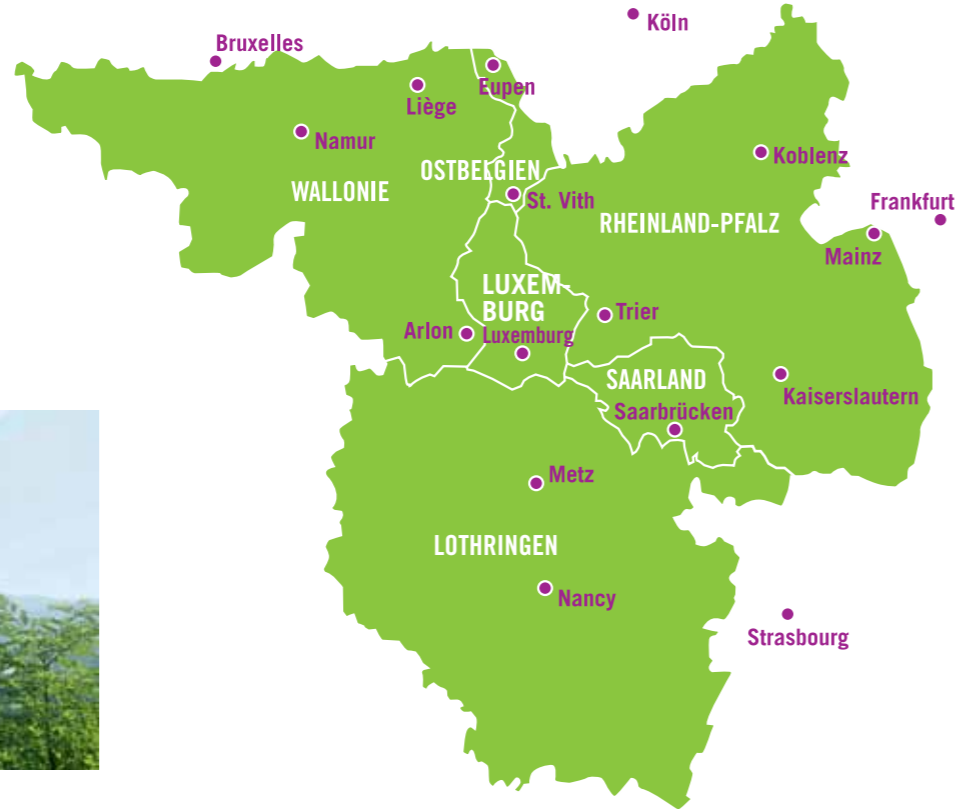 Köln
Bruxelles
Eupen
Liège
Namur
Koblenz
OSTBELGIEN
WALLONIE
St. Vith
Frankfurt
RHEINLAND-PFALZ
Mainz
LUXEM-
BURG
Trier
Arlon
Luxemburg
SAARLAND
Kaiserslautern
Saarbrücken
Metz
LOTHRINGEN
Nancy
Strasbourg